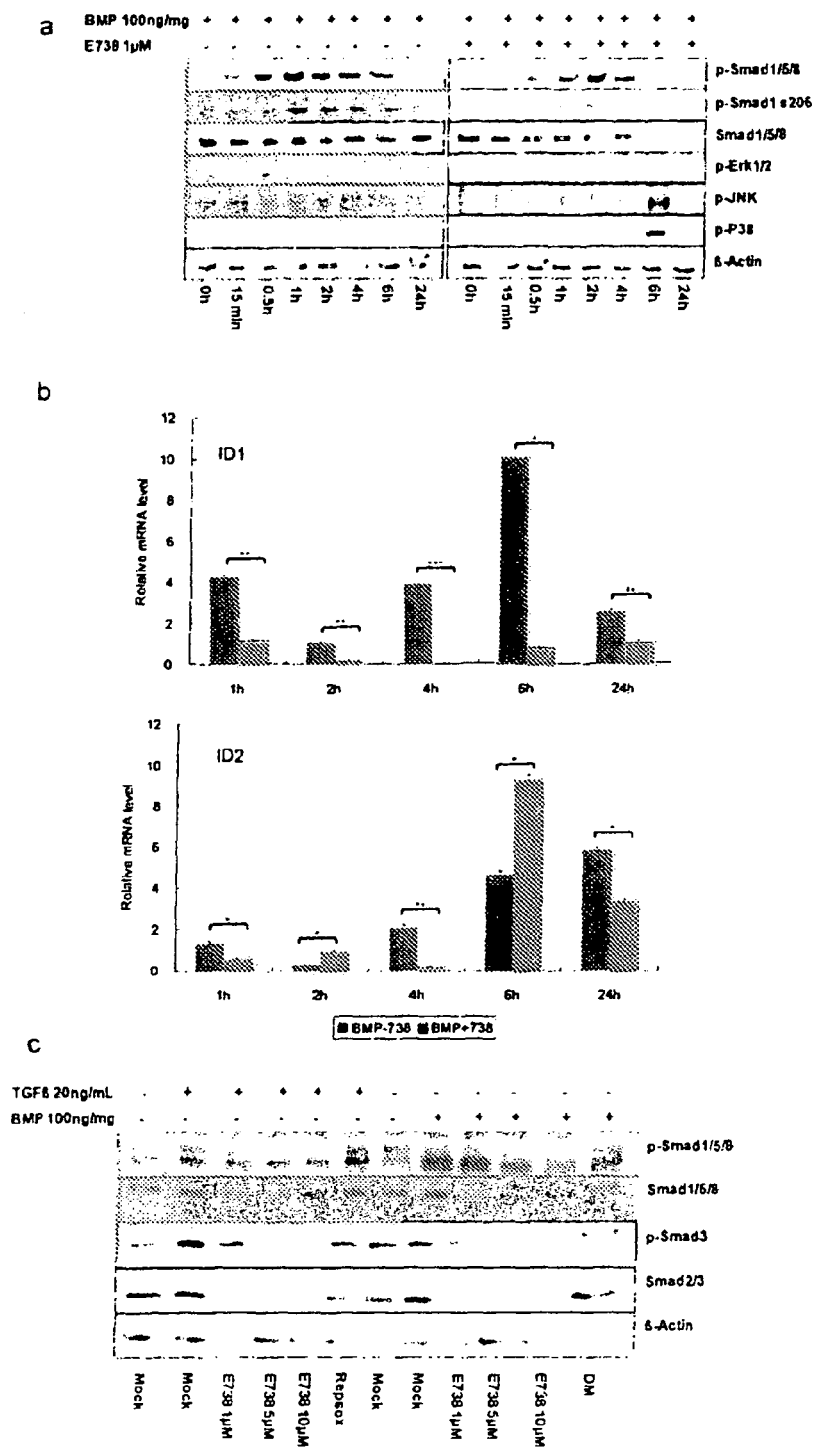 a
BMP 100ng/mg + + + + + + + + + + + + + + + +
E738 1µM - - - - - - - - + + + + + + + +
p-Smad1/5/8
p-Smad1 s206
Smad1/5/8
p-Erk1/2
p-JNK
p-P38
ß-Actin
0h 15 min 0.5h 1h 2h 4h 6h 24h 0h 15 min 0.5h 1h 2h 4h 6h 24h
b
ID1
Relative mRNA level
12
10
8
6
4
2
0
** ** *** * **
1h 2h 4h 6h 24h
ID2
Relative mRNA level
12
10
8
6
4
2
0
* * ** * *
1h 2h 4h 6h 24h
BMP-738 BMP+738
c
TGFß 20ng/mL - + + + + + - - - - - -
BMP 100ng/mg - - - - - - - + + + + +
p-Smad1/5/8
Smad1/5/8
p-Smad3
Smad2/3
ß-Actin
Mock Mock E738 1µM E738 5µM E738 10µM Repsox Mock Mock E738 1µM E738 5µM E738 10µM DM